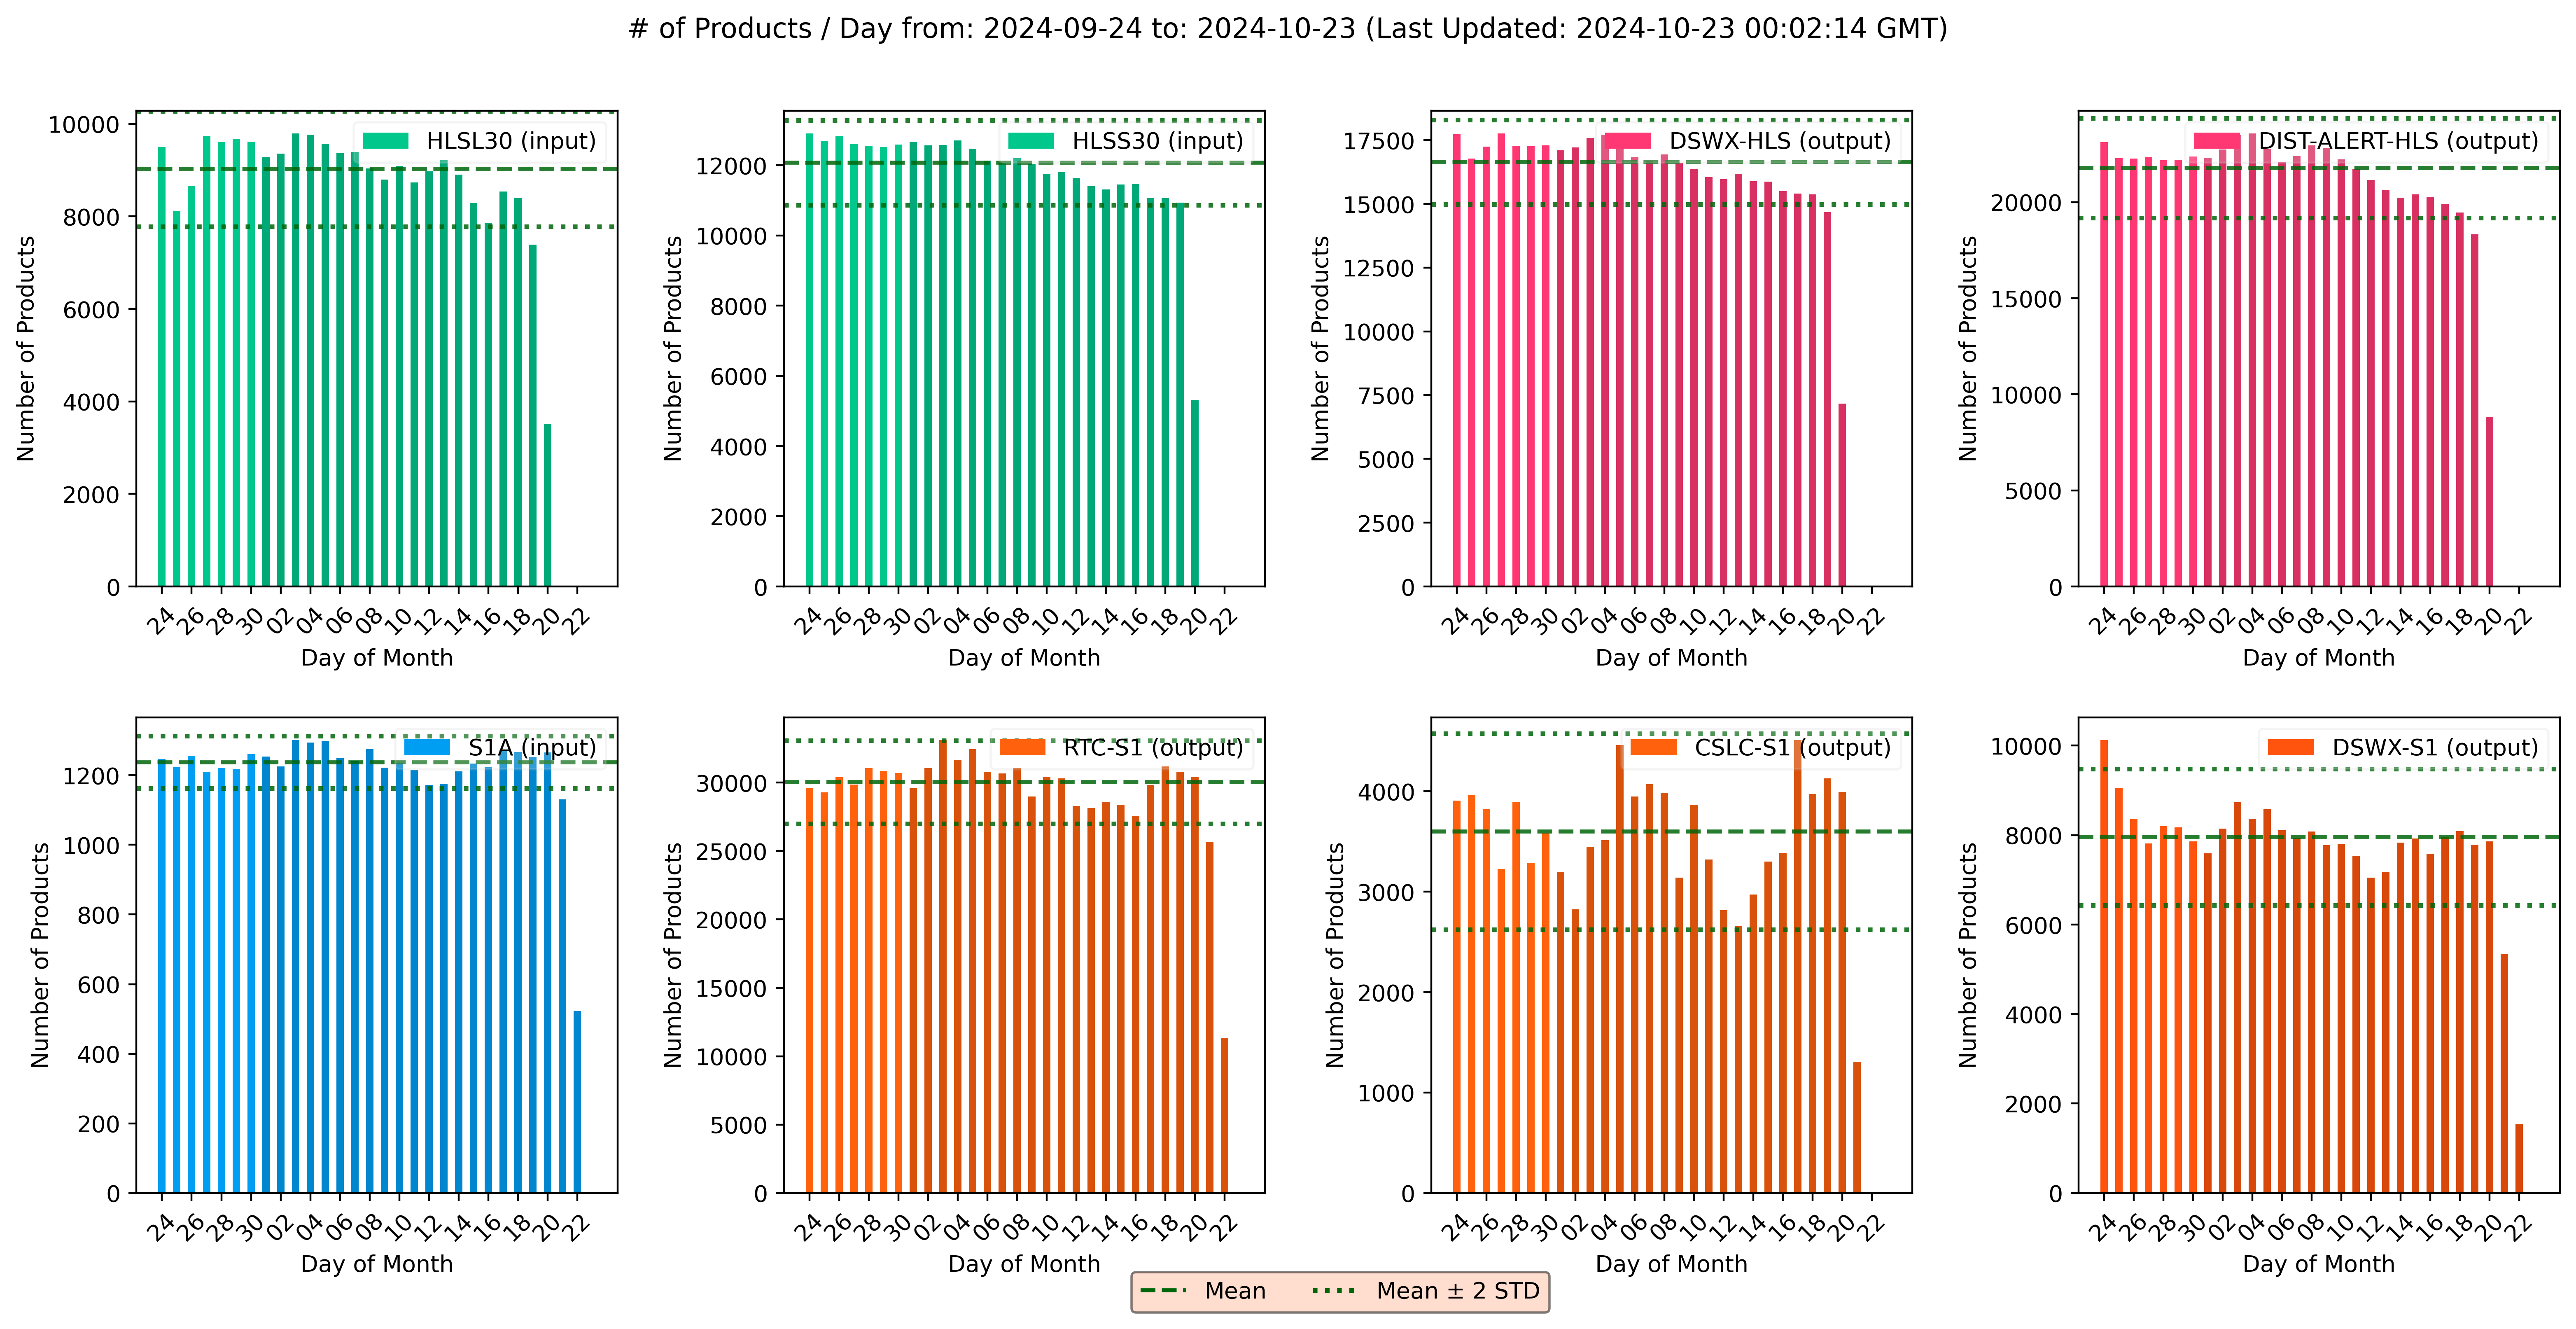 # of Products / Day from: 2024-09-24 to: 2024-10-23 (Last Updated: 2024-10-23 00:02:14 GMT)
HLSL30 (input)
Number of Products
10000
8000
6000
4000
2000
0
24 26 28 30 02 04 06 08 10 12 14 16 18 20 22
Day of Month
HLSS30 (input)
Number of Products
12000
10000
8000
6000
4000
2000
0
24 26 28 30 02 04 06 08 10 12 14 16 18 20 22
Day of Month
DSWX-HLS (output)
Number of Products
17500
15000
12500
10000
7500
5000
2500
0
24 26 28 30 02 04 06 08 10 12 14 16 18 20 22
Day of Month
DIST-ALERT-HLS (output)
Number of Products
20000
15000
10000
5000
0
24 26 28 30 02 04 06 08 10 12 14 16 18 20 22
Day of Month
S1A (input)
Number of Products
1200
1000
800
600
400
200
0
24 26 28 30 02 04 06 08 10 12 14 16 18 20 22
Day of Month
RTC-S1 (output)
Number of Products
30000
25000
20000
15000
10000
5000
0
24 26 28 30 02 04 06 08 10 12 14 16 18 20 22
Day of Month
CSLC-S1 (output)
Number of Products
4000
3000
2000
1000
0
24 26 28 30 02 04 06 08 10 12 14 16 18 20 22
Day of Month
DSWX-S1 (output)
Number of Products
10000
8000
6000
4000
2000
0
24 26 28 30 02 04 06 08 10 12 14 16 18 20 22
Day of Month
Mean
Mean ± 2 STD